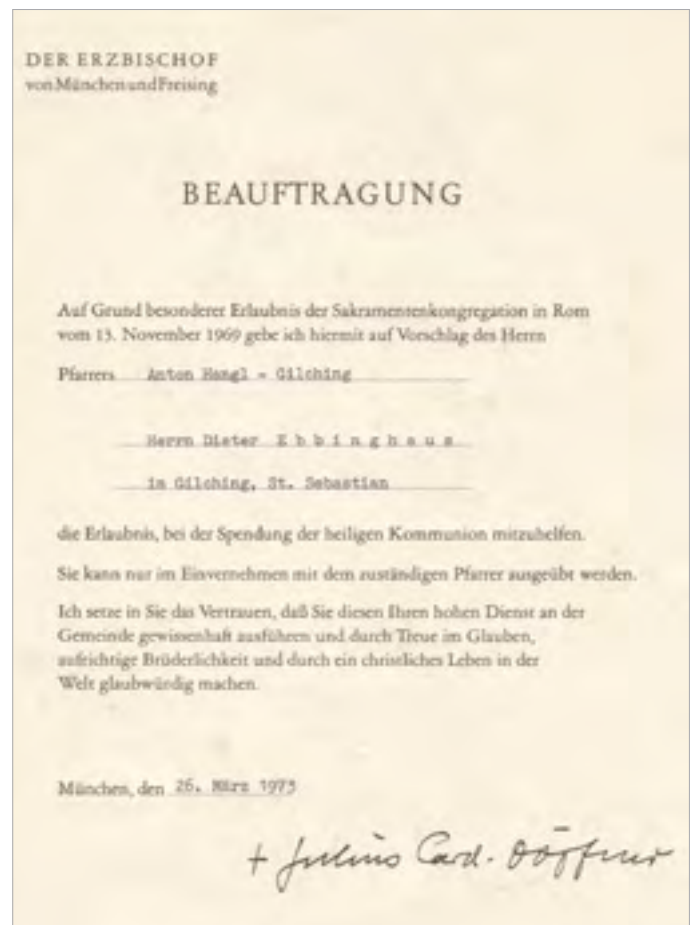 DER ERZBISCHOF
von München und Freising
BEAUFTRAGUNG
Auf Grund besonderer Erlaubnis der Sakramentenkongregation in Rom
vom 13. November 1969 gebe ich hiermit auf Vorschlag des Herrn
Pfarrers Anton Hangl - Gilching
Herrn Dieter E b b i n g h a u s
in Gilching, St. Sebastian
die Erlaubnis, bei der Spendung der heiligen Kommunion mitzuhelfen.
Sie kann nur im Einvernehmen mit dem zuständigen Pfarrer ausgeübt werden.
Ich setze in Sie das Vertrauen, daß Sie diesen Ihren hohen Dienst an der
Gemeinde gewissenhaft ausführen und durch Treue im Glauben,
aufrichtige Brüderlichkeit und durch ein christliches Leben in der
Welt glaubwürdig machen.
München, den 26. März 1973
+ Julius Card. Döpfner